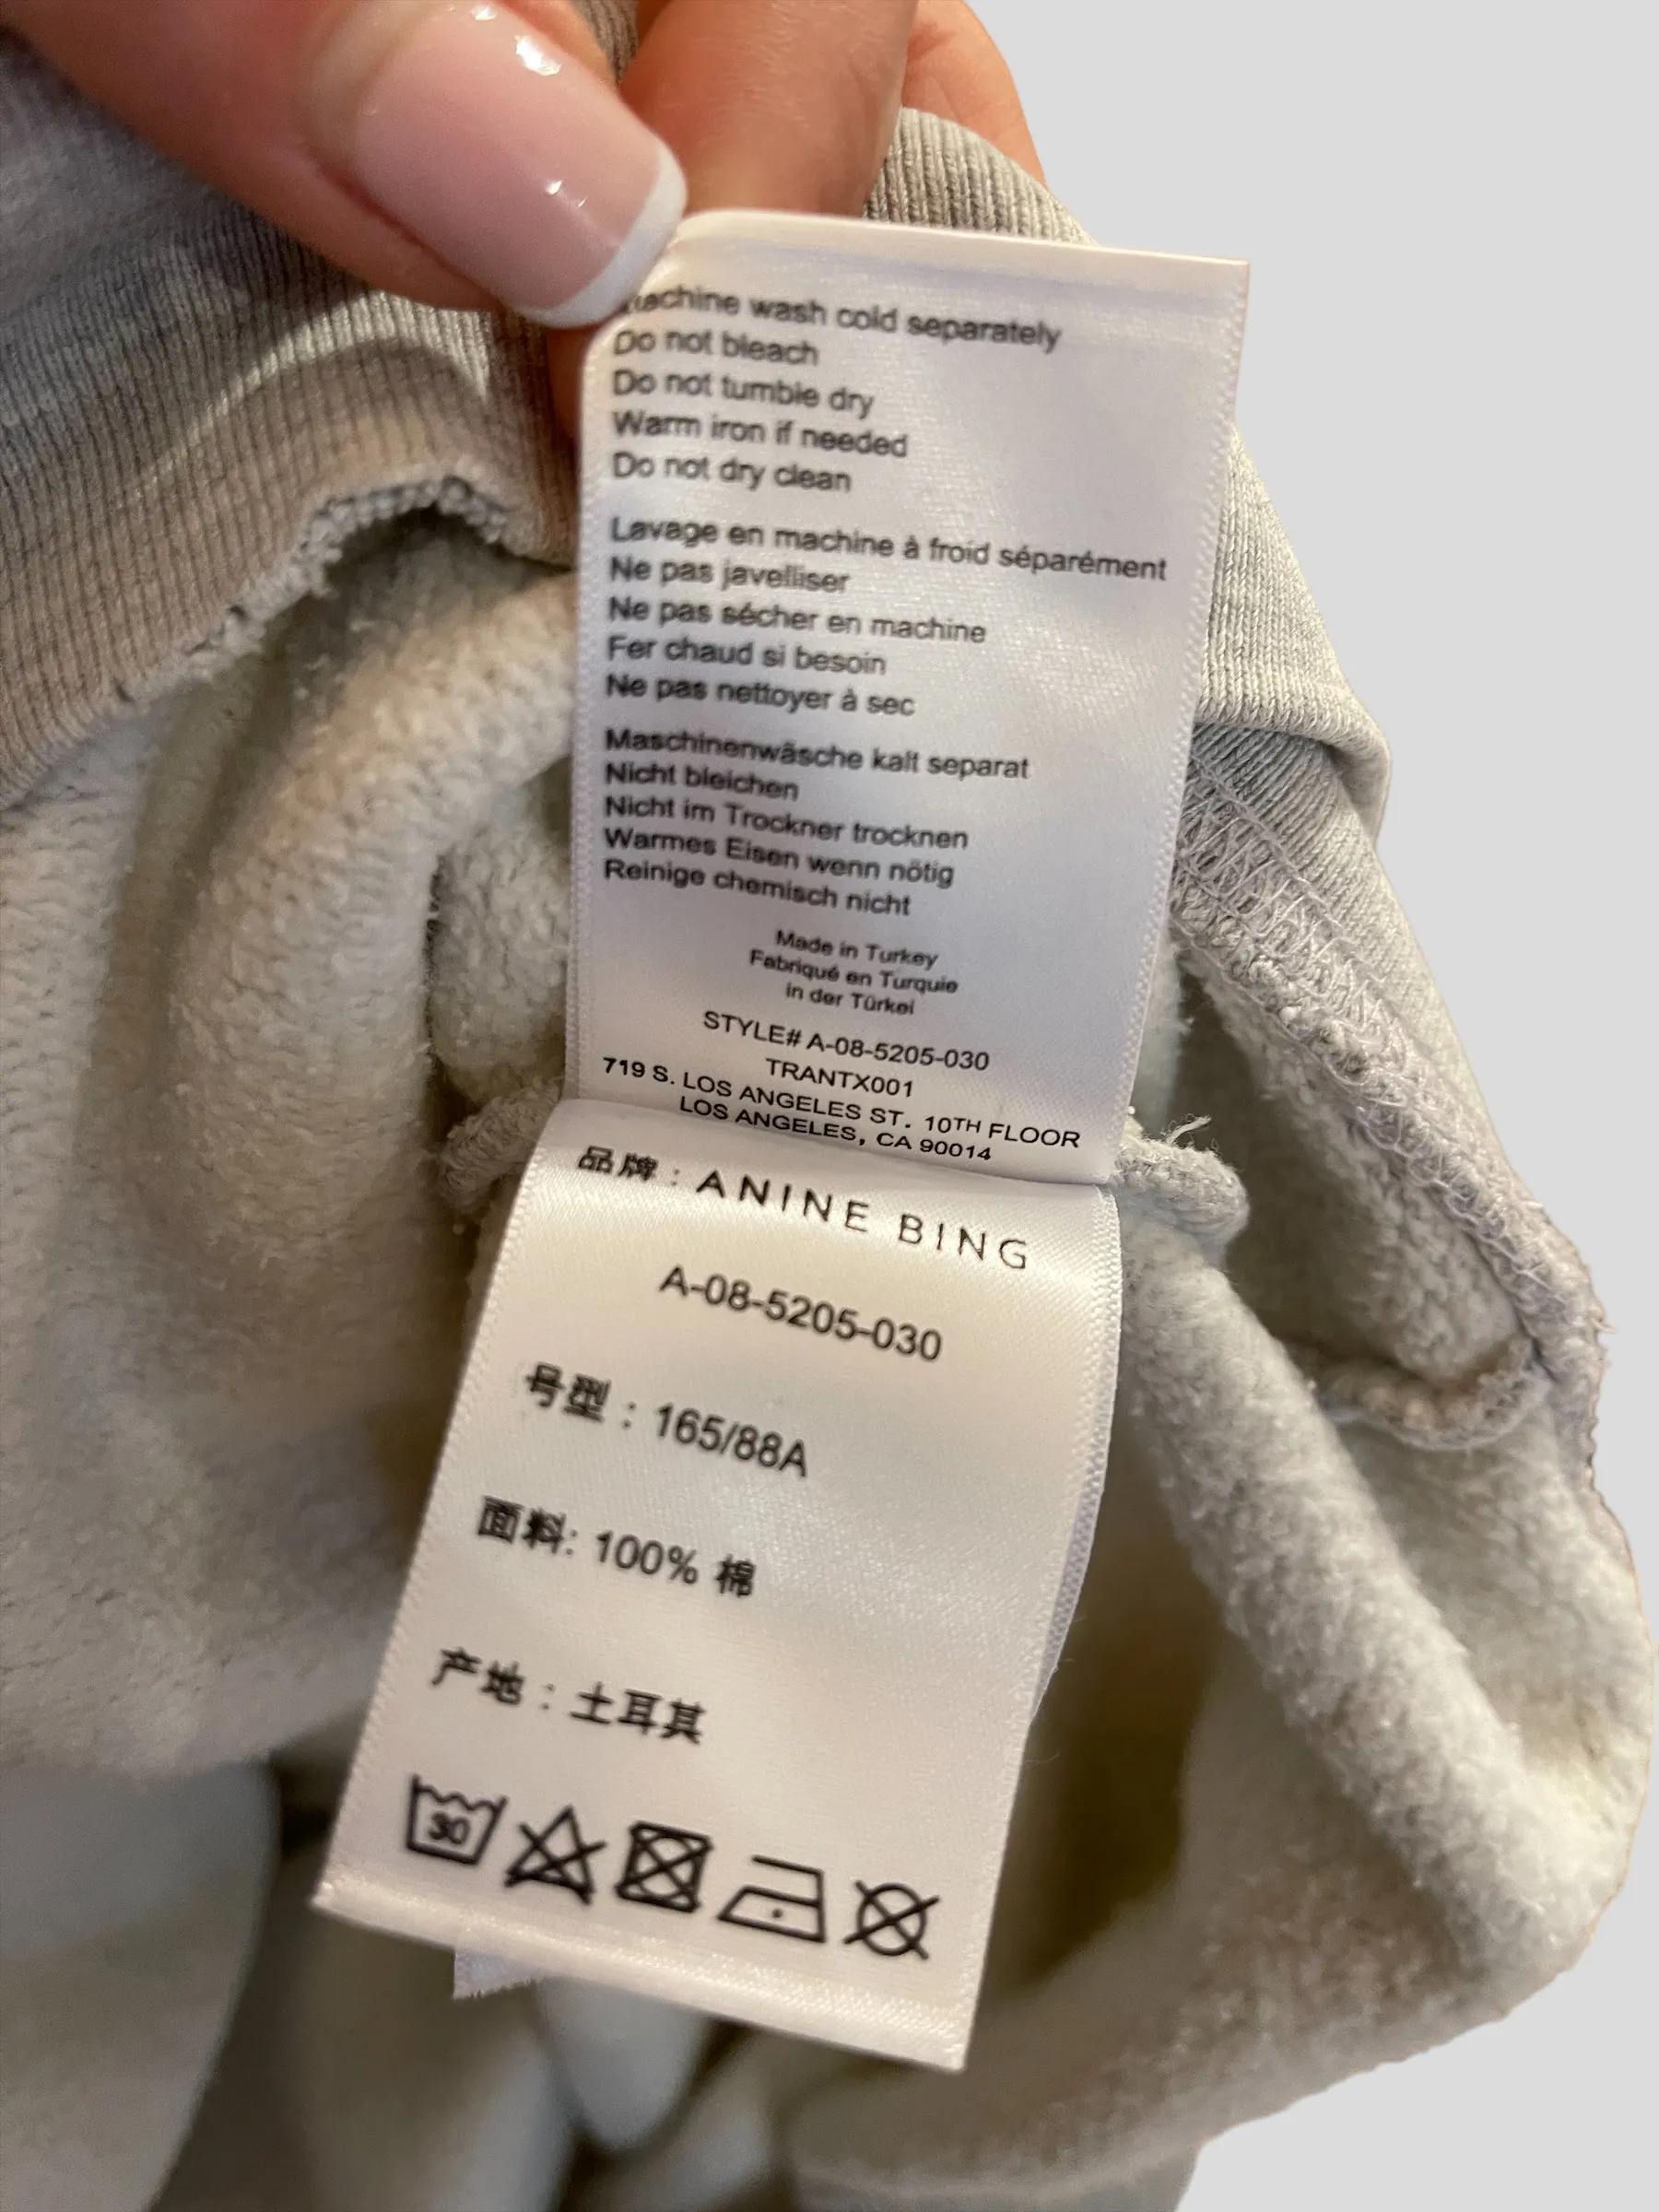 Machine wash cold separately
Do not bleach
Do not tumble dry
Warm iron if needed
Do not dry clean
Lavage en machine à froid séparément
Ne pas javelliser
Ne pas sécher en machine
Fer chaud si besoin
Ne pas nettoyer à sec
Maschinenwäsche kalt separat
Nicht bleichen
Nicht im Trockner trocknen
Warmes Eisen wenn nötig
Reinige chemisch nicht
Made in Turkey
Fabriqué en Turquie
in der Türkei
STYLE# A-08-5205-030
TRANTX001
719 S. LOS ANGELES ST. 10TH FLOOR
LOS ANGELES, CA 90014
品牌：ANINE BING
A-08-5205-030
号型：165/88A
面料: 100% 棉
产地：土耳其
30